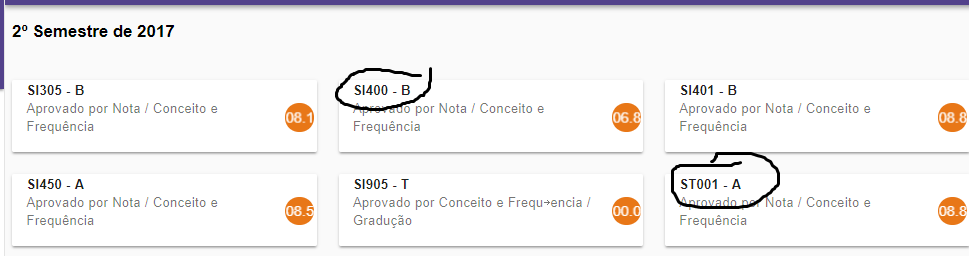 2º Semestre de 2017
SI305 - B
Aprovado por Nota / Conceito e
Frequência
08.1
SI400 - B
Aprovado por Nota / Conceito e
Frequência
06.8
SI401 - B
Aprovado por Nota / Conceito e
Frequência
08.8
SI450 - A
Aprovado por Nota / Conceito e
Frequência
08.5
SI905 - T
Aprovado por Conceito e Frequ→encia /
Gradução
00.0
ST001 - A
Aprovado por Nota / Conceito e
Frequência
08.8